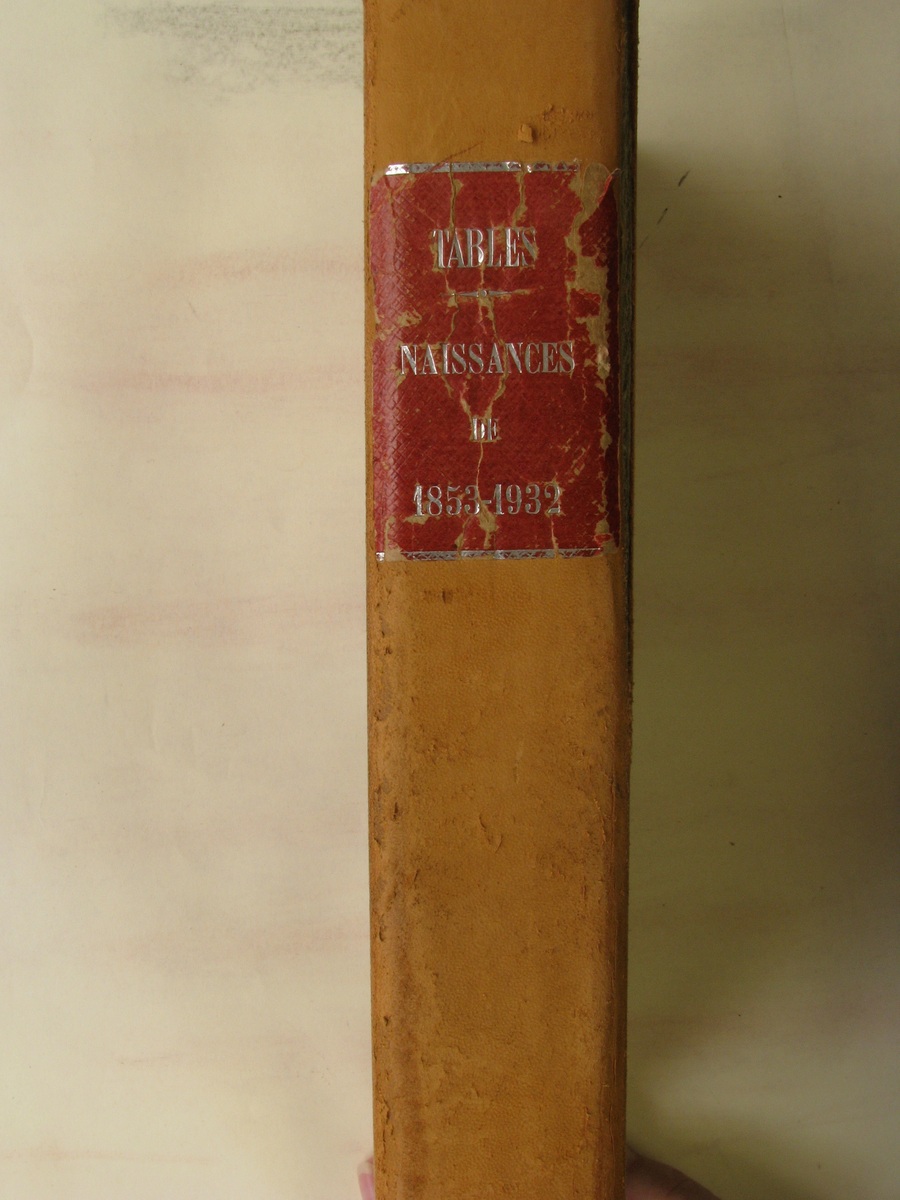 TABLES
NAISSANCES
DE
1853-1932